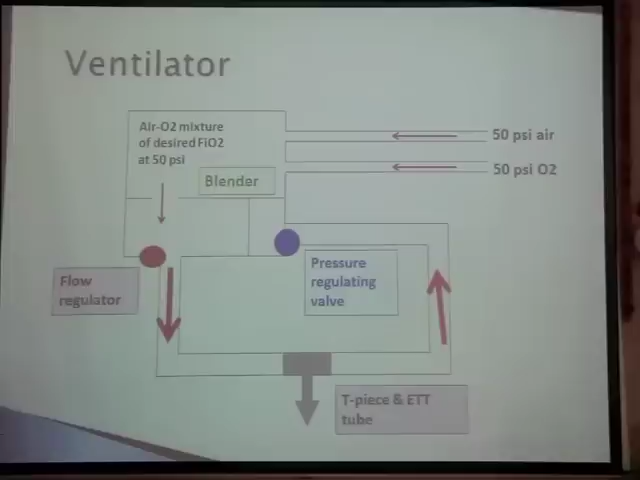 Ventilator
Air-O2 mixture
of desired FiO2
at 50 psi
50 psi air
50 psi O2
Blender
Flow
regulator
Pressure
regulating
valve
T-piece & ETT
tube